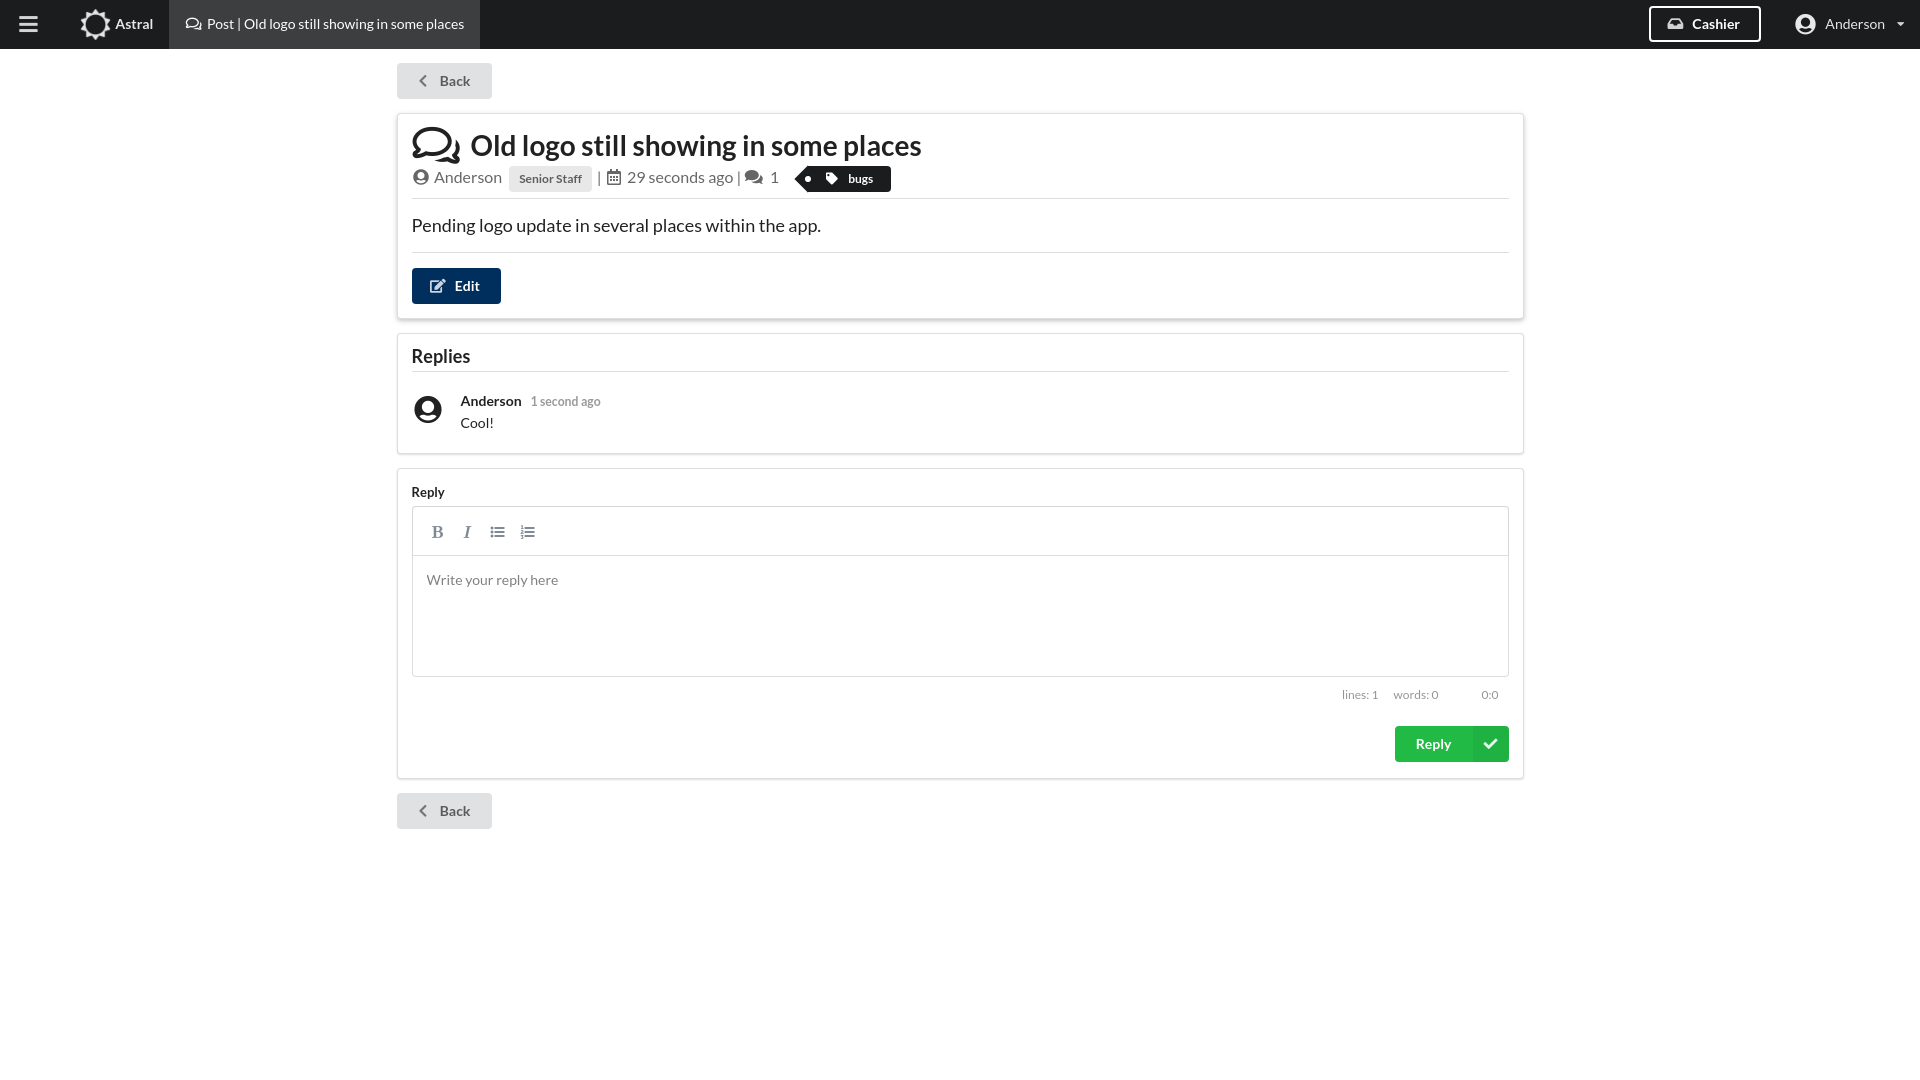 Astral Post | Old logo still showing in some places Cashier Anderson
Back
Old logo still showing in some places
Anderson Senior Staff | 29 seconds ago | 1 bugs
Pending logo update in several places within the app.
Edit
Replies
Anderson 1 second ago
Cool!
Reply
B I
Write your reply here
lines: 1 words: 0 0:0
Reply
Back